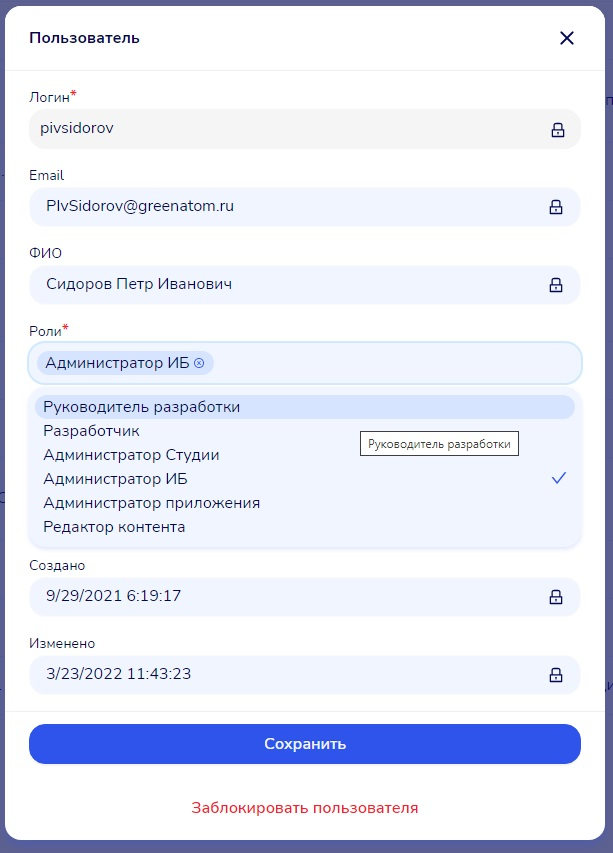 Пользователь
Логин*
pivsidorov
Email
PIvSidorov@greenatom.ru
ФИО
Сидоров Петр Иванович
Роли*
Администратор ИБ
Руководитель разработки
Разработчик
Руководитель разработки
Администратор Студии
Администратор ИБ
Администратор приложения
Редактор контента
Создано
9/29/2021 6:19:17
Изменено
3/23/2022 11:43:23
Сохранить
Заблокировать пользователя